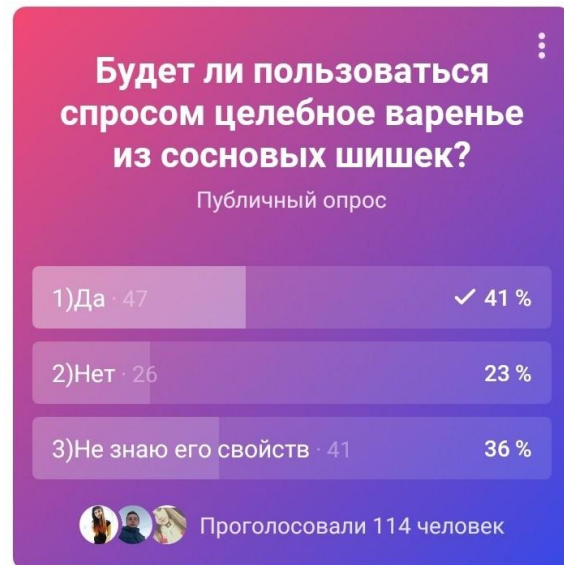 Будет ли пользоваться
спросом целебное варенье
из сосновых шишек?
Публичный опрос
1)Да · 47 41 %
2)Нет · 26 23 %
3)Не знаю его свойств · 41 36 %
Проголосовали 114 человек